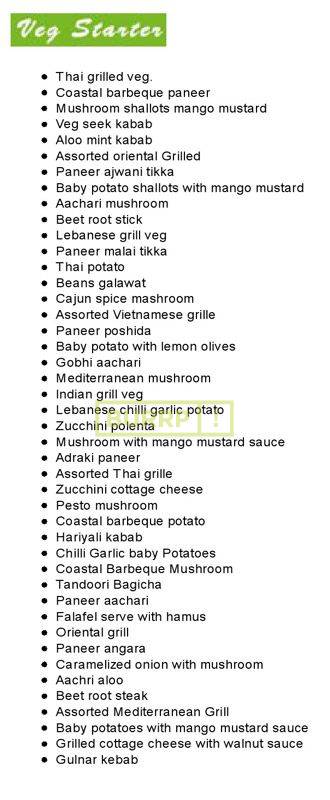 Veg Starter
Thai grilled veg.
Coastal barbeque paneer
Mushroom shallots mango mustard
Veg seek kabab
Aloo mint kabab
Assorted oriental Grilled
Paneer ajwani tikka
Baby potato shallots with mango mustard
Aachari mushroom
Beet root stick
Lebanese grill veg
Paneer malai tikka
Thai potato
Beans galawat
Cajun spice mashroom
Assorted Vietnamese grille
Paneer poshida
Baby potato with lemon olives
Gobhi aachari
Mediterranean mushroom
Indian grill veg
Lebanese chilli garlic potato
BURRP!
Zucchini polenta
Mushroom with mango mustard sauce
Adraki paneer
Assorted Thai grille
Zucchini cottage cheese
Pesto mushroom
Coastal barbeque potato
Hariyali kabab
Chilli Garlic baby Potatoes
Coastal Barbeque Mushroom
Tandoori Bagicha
Paneer aachari
Falafel serve with hamus
Oriental grill
Paneer angara
Caramelized onion with mushroom
Aachri aloo
Beet root steak
Assorted Mediterranean Grill
Baby potatoes with mango mustard sauce
Grilled cottage cheese with walnut sauce
Gulnar kebab